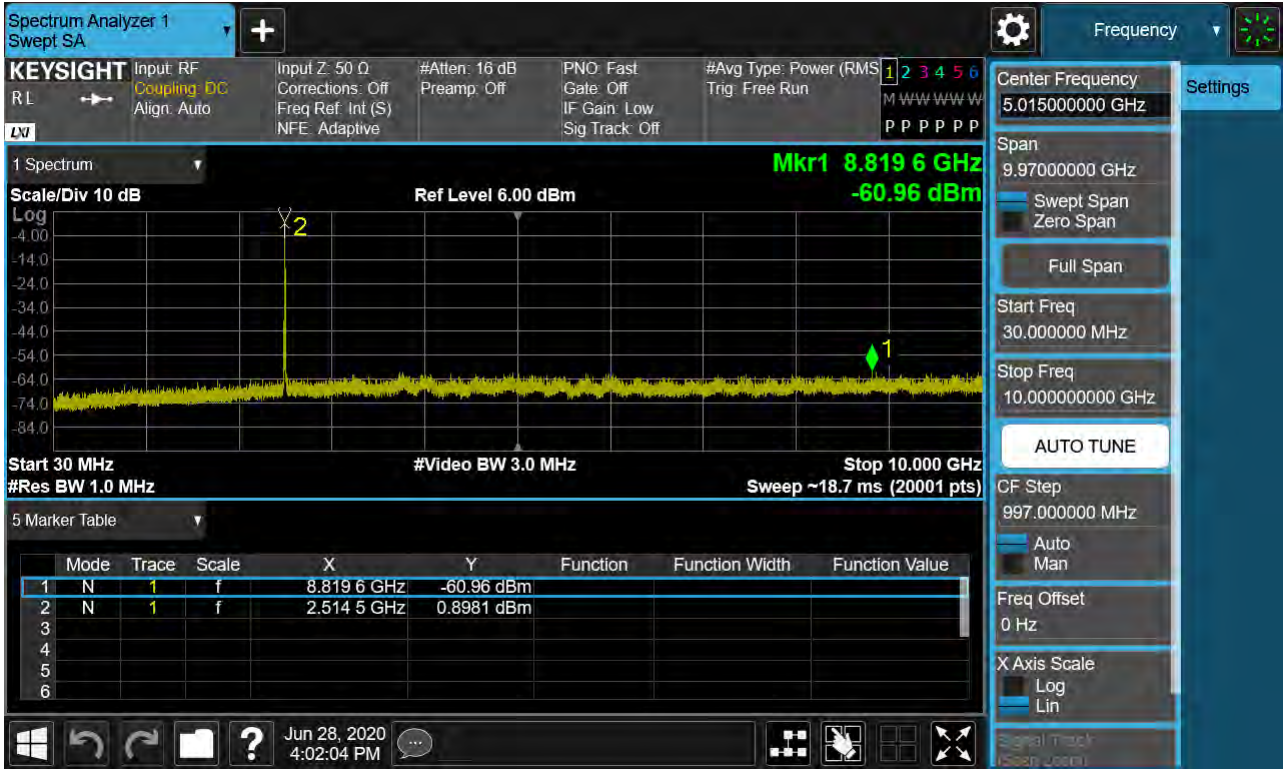 Spectrum Analyzer 1
Swept SA
+
Frequency
KEYSIGHT
RL
LXI
Input: RF
Coupling: DC
Align: Auto
Input Z: 50 Ω
Corrections: Off
Freq Ref: Int (S)
NFE: Adaptive
#Atten: 16 dB
Preamp: Off
PNO: Fast
Gate: Off
IF Gain: Low
Sig Track: Off
#Avg Type: Power (RMS
Trig: Free Run
1 2 3 4 5 6
M W W W W W
P P P P P P
1 Spectrum
Mkr1 8.819 6 GHz
-60.96 dBm
Scale/Div 10 dB
Ref Level 6.00 dBm
Log
2
-4.00
-14.0
-24.0
-34.0
-44.0
1
-54.0
-64.0
-74.0
-84.0
Start 30 MHz
#Video BW 3.0 MHz
Stop 10.000 GHz
#Res BW 1.0 MHz
Sweep ~18.7 ms (20001 pts)
5 Marker Table
Mode Trace Scale X Y Function Function Width Function Value
1 N 1 f 8.819 6 GHz -60.96 dBm
2 N 1 f 2.514 5 GHz 0.8981 dBm
3
4
5
6
?
Jun 28, 2020
4:02:04 PM
Center Frequency
5.015000000 GHz
Settings
Span
9.97000000 GHz
Swept Span
Zero Span
Full Span
Start Freq
30.000000 MHz
Stop Freq
10.000000000 GHz
AUTO TUNE
CF Step
997.000000 MHz
Auto
Man
Freq Offset
0 Hz
X Axis Scale
Log
Lin
Signal Track
(Span Zoom)